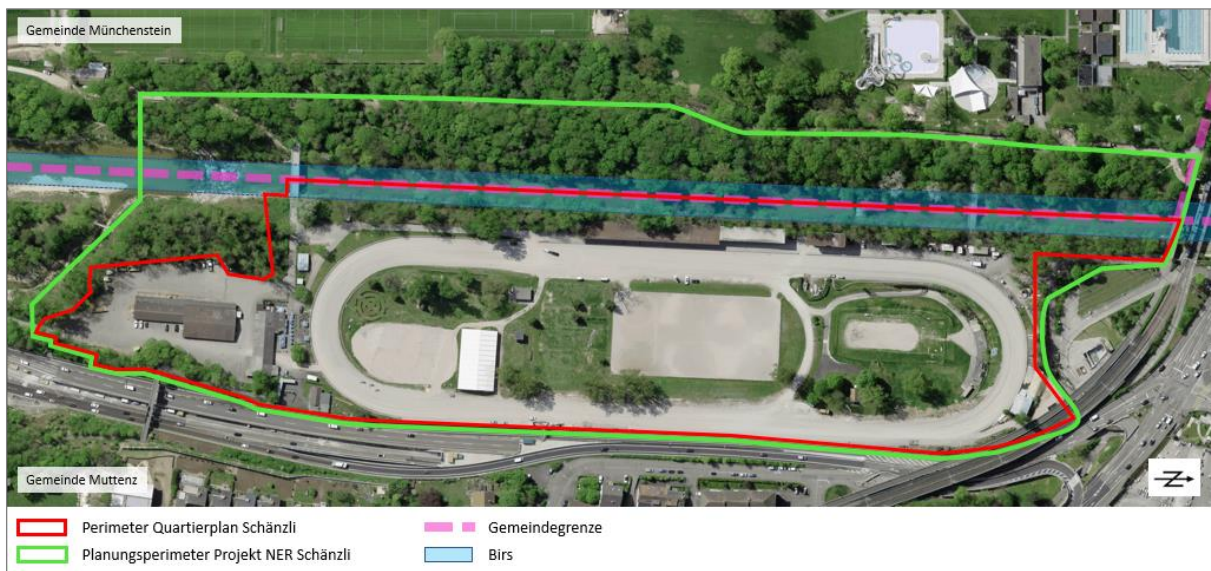 Gemeinde Münchenstein
Gemeinde Muttenz
Z
Perimeter Quartierplan Schänzli
Planungsperimeter Projekt NER Schänzli
Gemeindegrenze
Birs